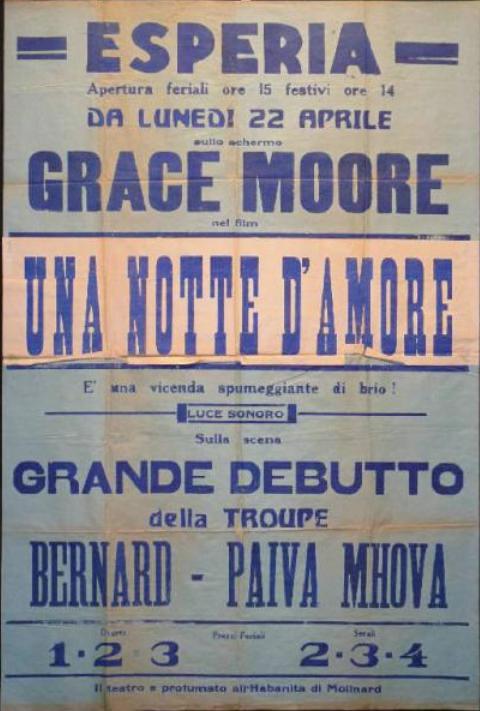 ESPERIA
Apertura feriali ore 15 festivi ore 14
DA LUNEDI 22 APRILE
sullo schermo
GRACE MOORE
nel film
UNA NOTTE D'AMORE
E' una vicenda spumeggiante di brio !
LUCE SONORO
Sulla scena
GRANDE DEBUTTO
della TROUPE
BERNARD - PAIVA MHOVA
Diurni Prezzi Feriali Serali
1 - 2 - 3 2 - 3 - 4
Il teatro è profumato all'Habanita di Molinard